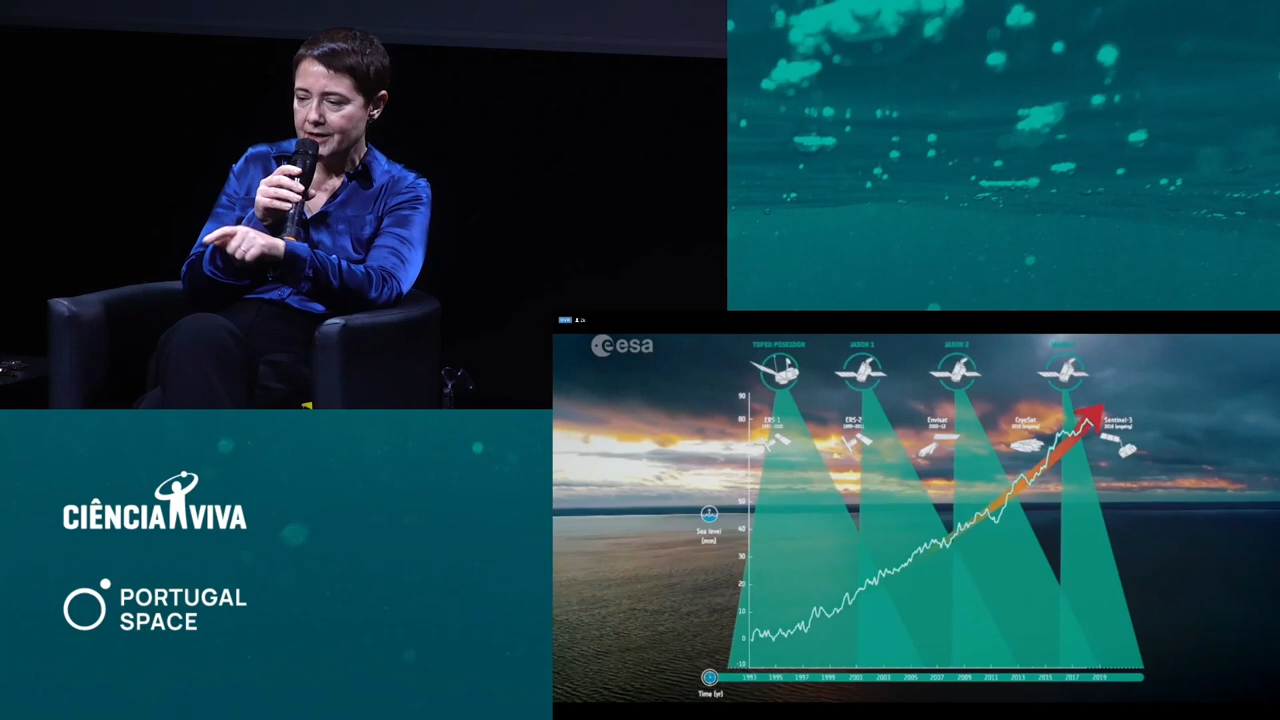 CIÊNCIA VIVA
PORTUGAL
SPACE
esa
TOPEX-POSEIDON
JASON 1
JASON 2
ERS-1
ERS-2
Envisat
CryoSat
Sentinel-3
90
80
50
40
30
20
10
0
-10
Sea level
(mm)
1993 1995 1997 1999 2001 2003 2005 2007 2009 2011 2013 2015 2017 2019
Time (yr)